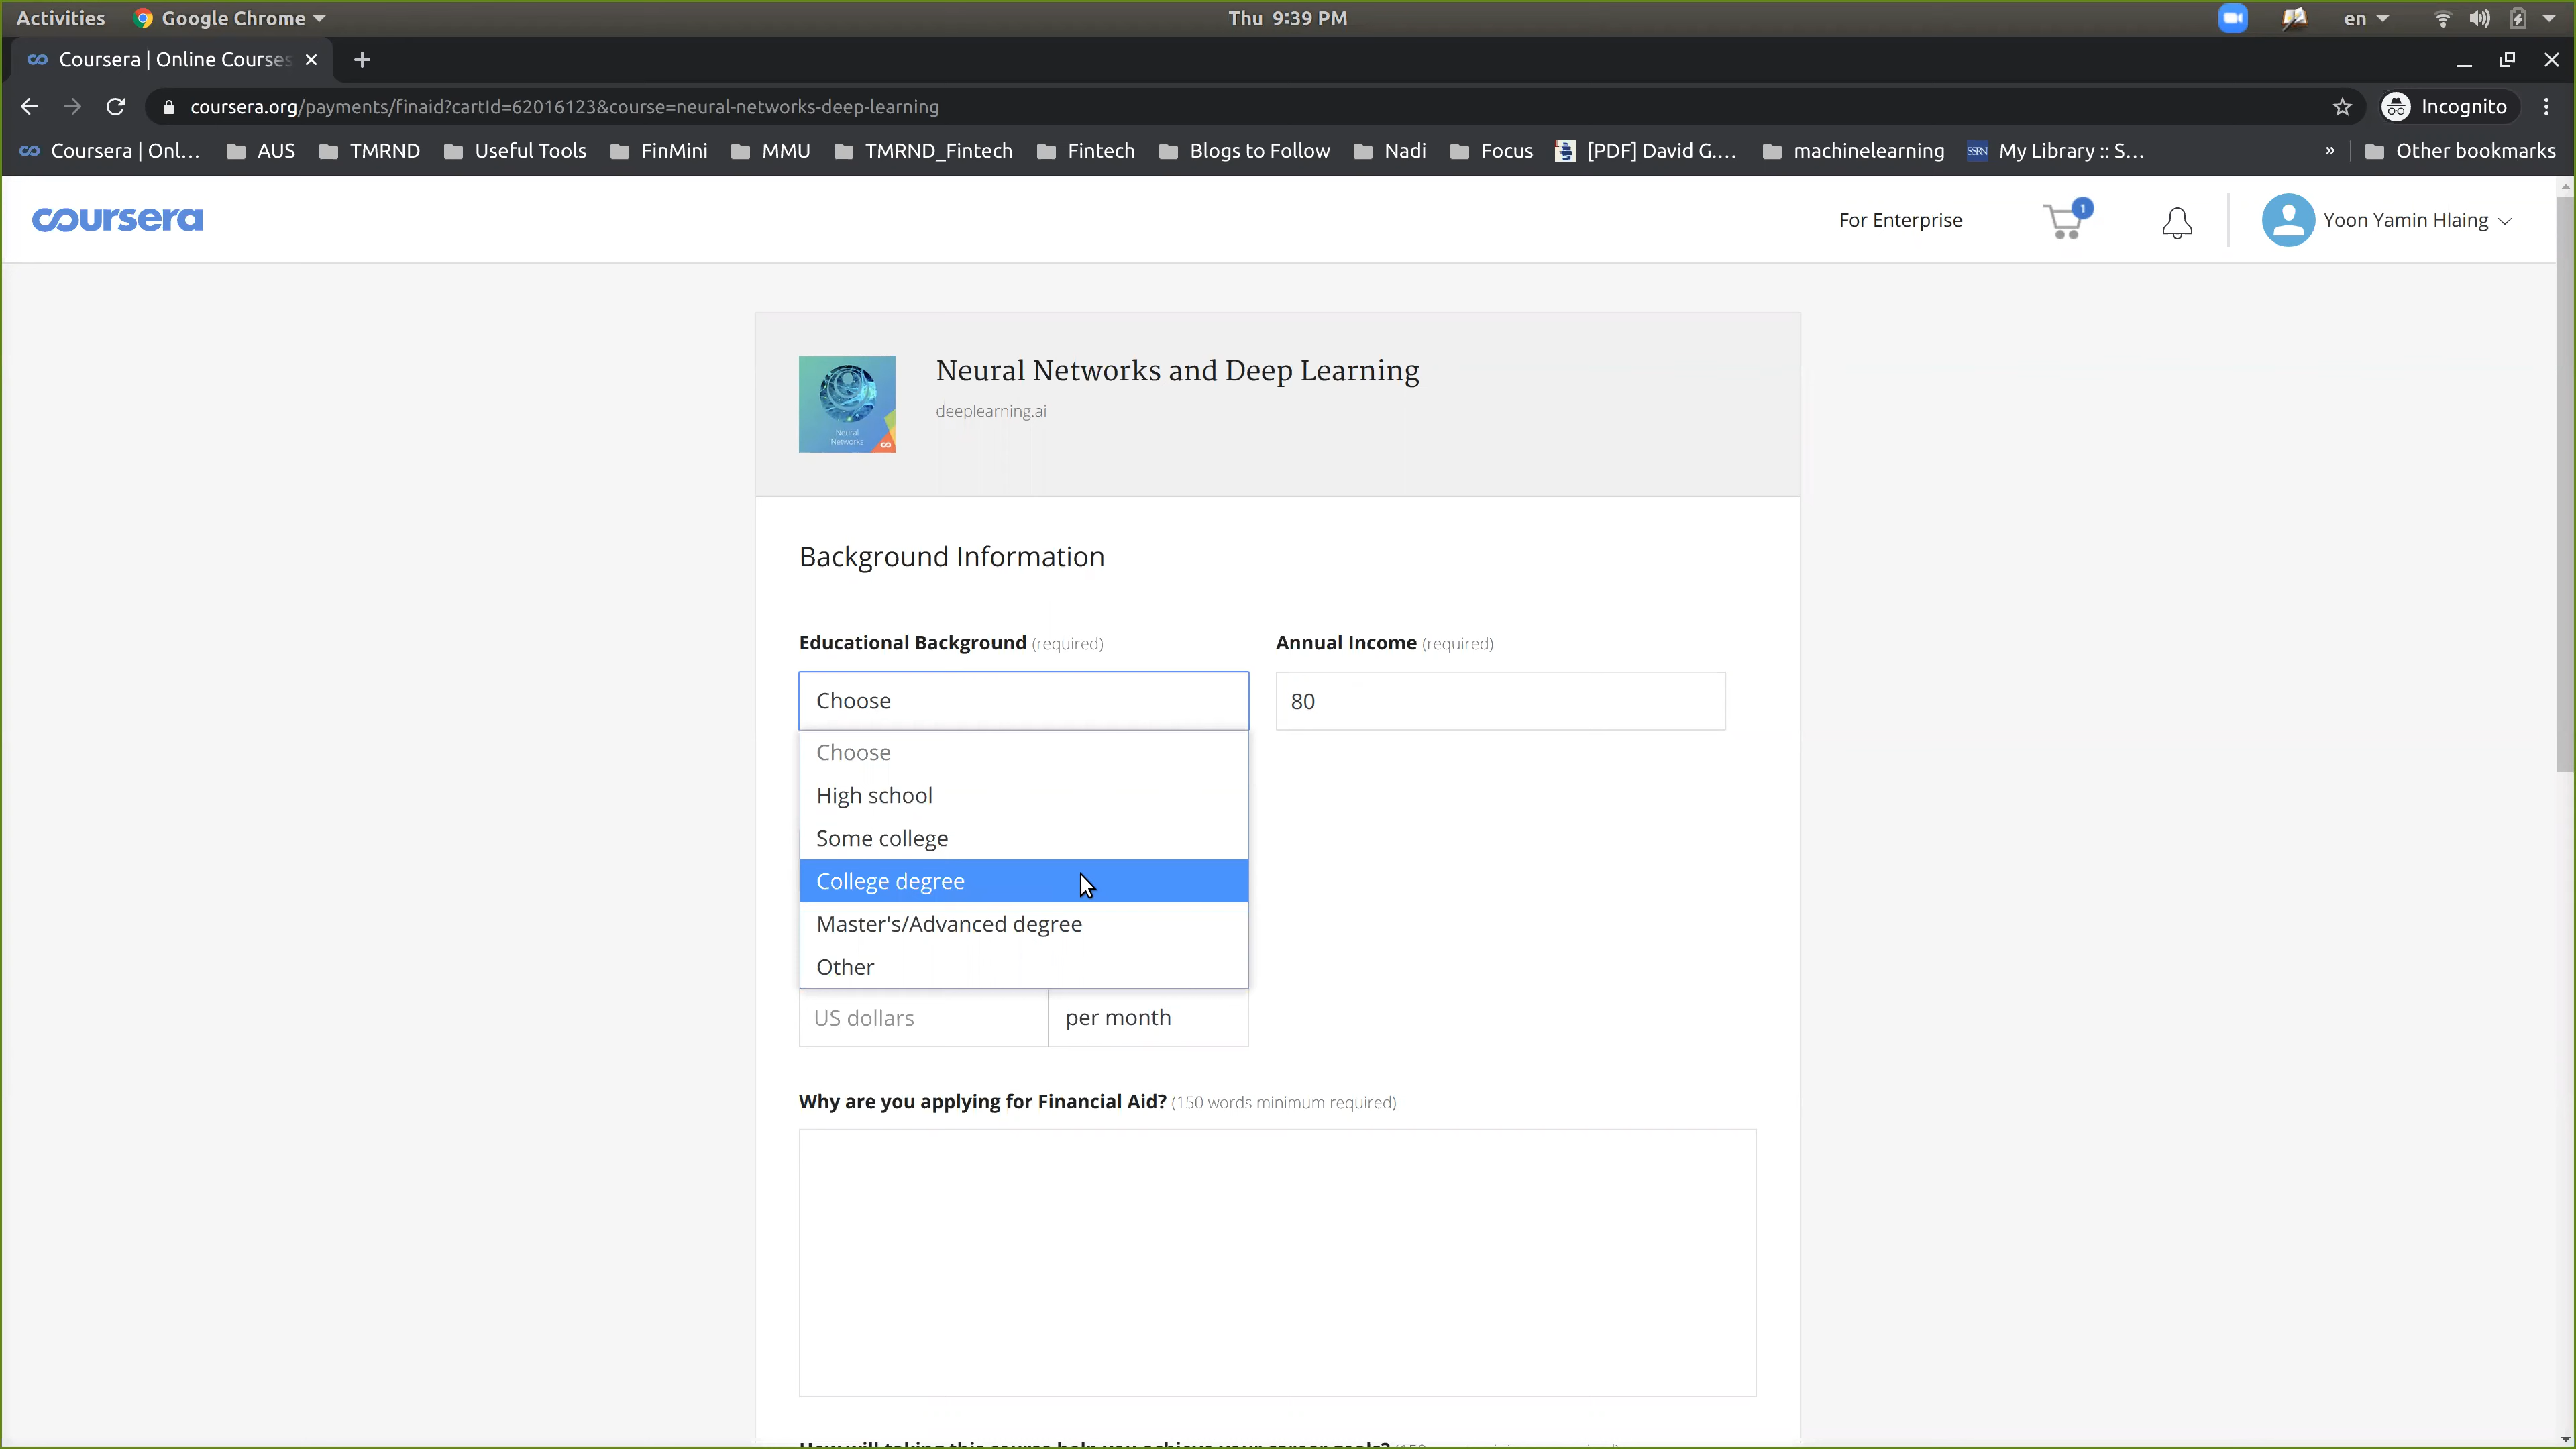 Activities Google Chrome Thu 9:39 PM en
Coursera | Online Courses
coursera.org/payments/finaid?cartId=62016123&course=neural-networks-deep-learning Incognito
Coursera | Onl... AUS TMRND Useful Tools FinMini MMU TMRND_Fintech Fintech Blogs to Follow Nadi Focus [PDF] David G.... machinelearning SSRN My Library :: S... » Other bookmarks
coursera For Enterprise 1 Yoon Yamin Hlaing
Neural Networks and Deep Learning
deeplearning.ai
Neural
Networks
Background Information
Educational Background (required) Annual Income (required)
Choose 80
Choose
High school
Some college
College degree
Master's/Advanced degree
Other
US dollars per month
Why are you applying for Financial Aid? (150 words minimum required)